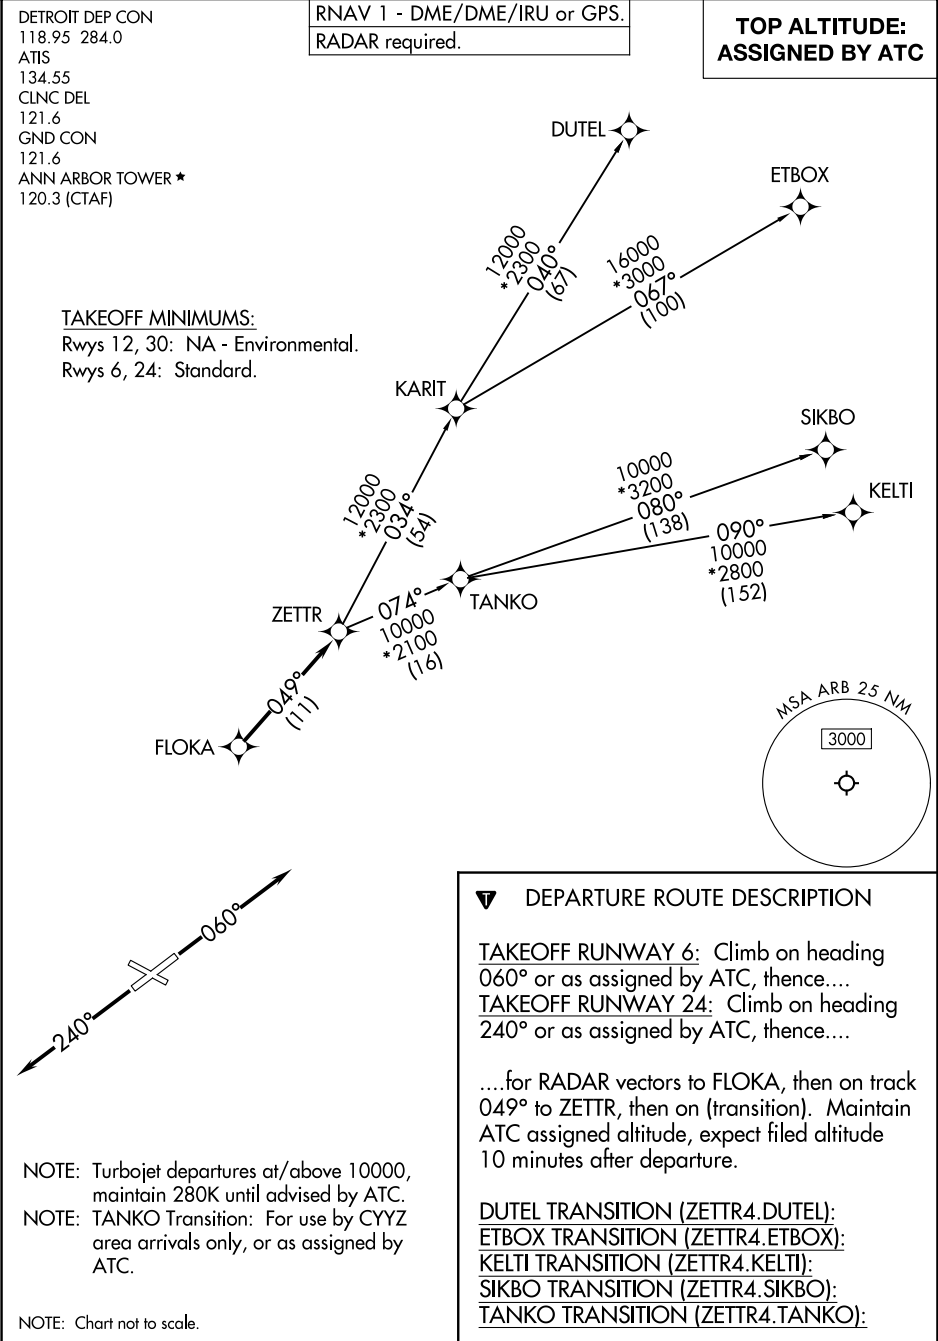 DETROIT DEP CON
118.95 284.0
ATIS
134.55
CLNC DEL
121.6
GND CON
121.6
ANN ARBOR TOWER ★
120.3 (CTAF)
RNAV 1 - DME/DME/IRU or GPS.
RADAR required.
TOP ALTITUDE:
ASSIGNED BY ATC
DUTEL
ETBOX
12000
*2300
040°
(67)
16000
*3000
067°
(100)
TAKEOFF MINIMUMS:
Rwys 12, 30: NA - Environmental.
Rwys 6, 24: Standard.
KARIT
SIKBO
12000
*2300
034°
(54)
10000
*3200
080°
(138)
KELTI
090°
10000
*2800
(152)
ZETTR
074°
10000
*2100
(16)
TANKO
049°
(11)
FLOKA
MSA ARB 25 NM
3000
060°
240°
T DEPARTURE ROUTE DESCRIPTION
TAKEOFF RUNWAY 6: Climb on heading
060° or as assigned by ATC, thence....
TAKEOFF RUNWAY 24: Climb on heading
240° or as assigned by ATC, thence....
....for RADAR vectors to FLOKA, then on track
049° to ZETTR, then on (transition). Maintain
ATC assigned altitude, expect filed altitude
10 minutes after departure.
DUTEL TRANSITION (ZETTR4.DUTEL):
ETBOX TRANSITION (ZETTR4.ETBOX):
KELTI TRANSITION (ZETTR4.KELTI):
SIKBO TRANSITION (ZETTR4.SIKBO):
TANKO TRANSITION (ZETTR4.TANKO):
NOTE: Turbojet departures at/above 10000,
maintain 280K until advised by ATC.
NOTE: TANKO Transition: For use by CYYZ
area arrivals only, or as assigned by
ATC.
NOTE: Chart not to scale.